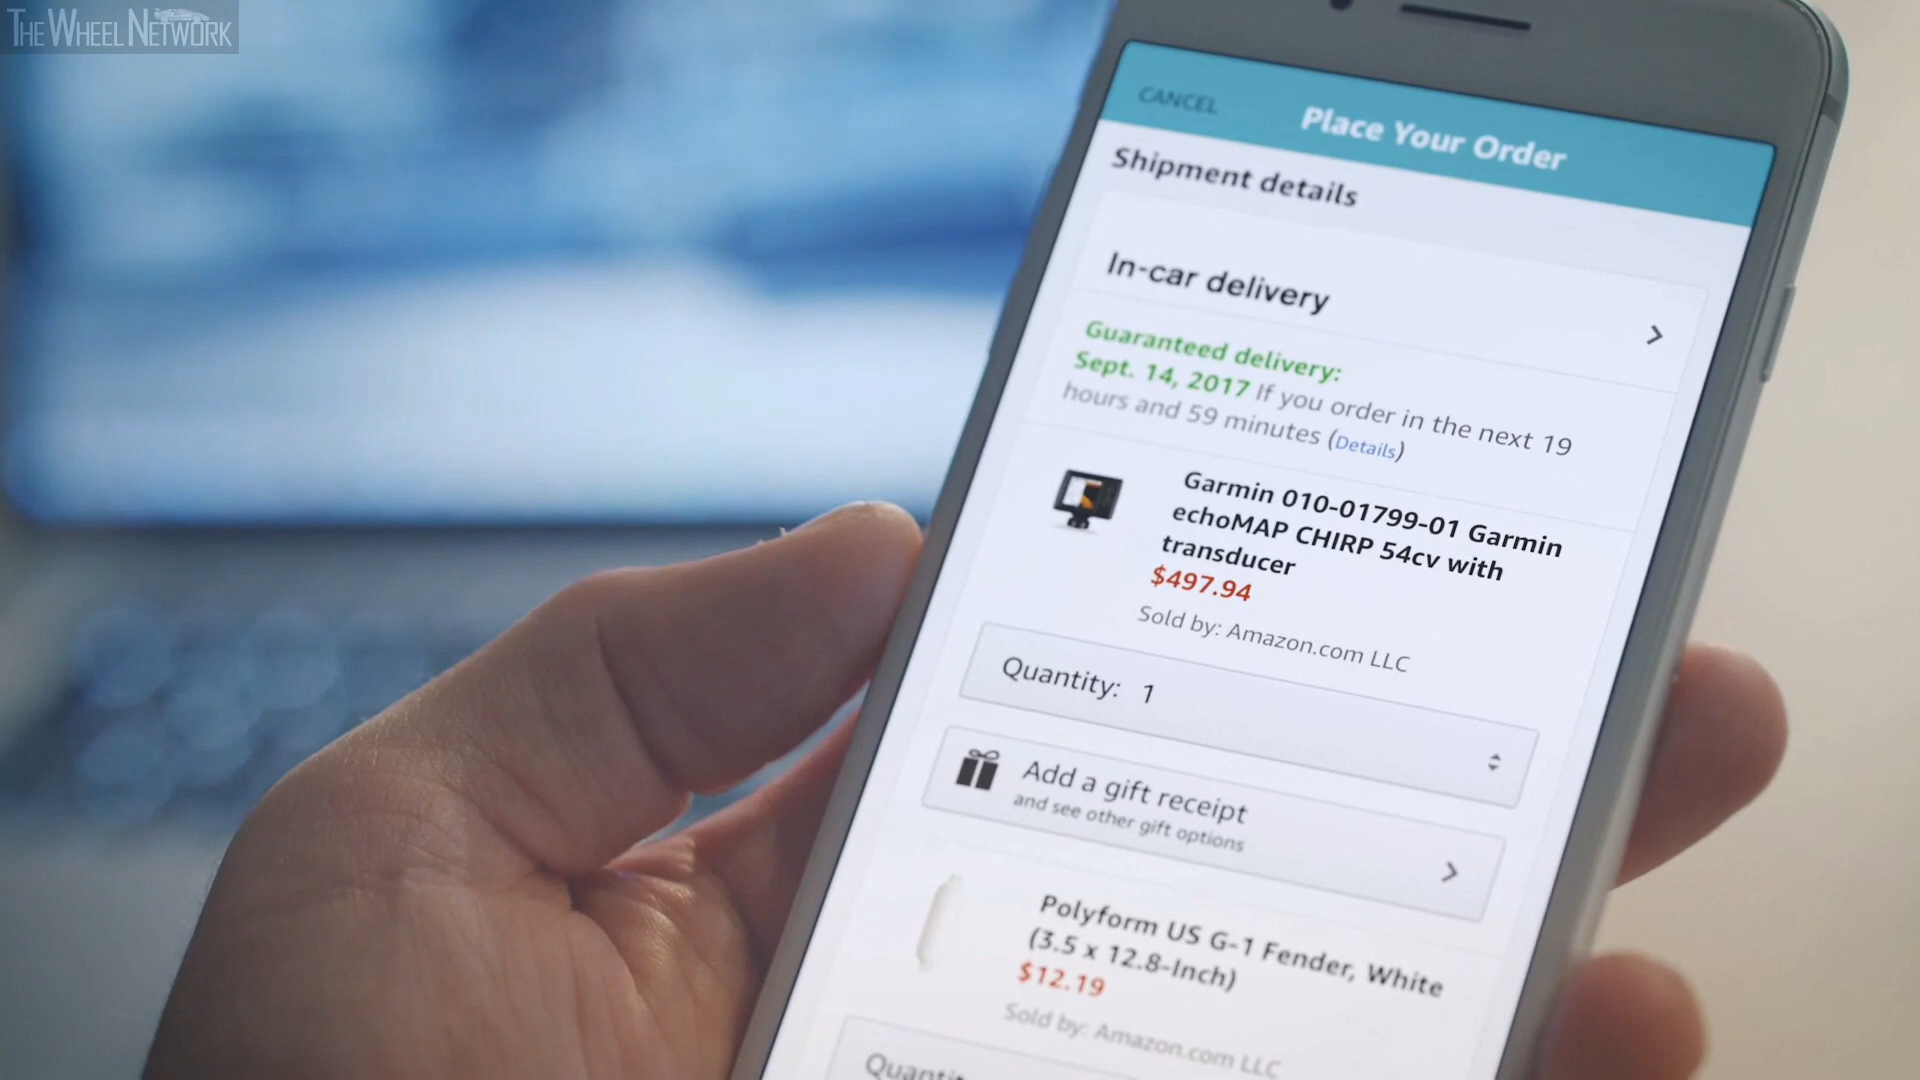 THE WHEEL NETWORK
CANCEL
Place Your Order
Shipment details
In-car delivery
Guaranteed delivery:
Sept. 14, 2017 If you order in the next 19
hours and 59 minutes (Details)
Garmin 010-01799-01 Garmin
echoMAP CHIRP 54cv with
transducer
$497.94
Sold by: Amazon.com LLC
Quantity: 1
Add a gift receipt
and see other gift options
Polyform US G-1 Fender, White
(3.5 x 12.8-Inch)
$12.19
Sold by: Amazon.com LLC